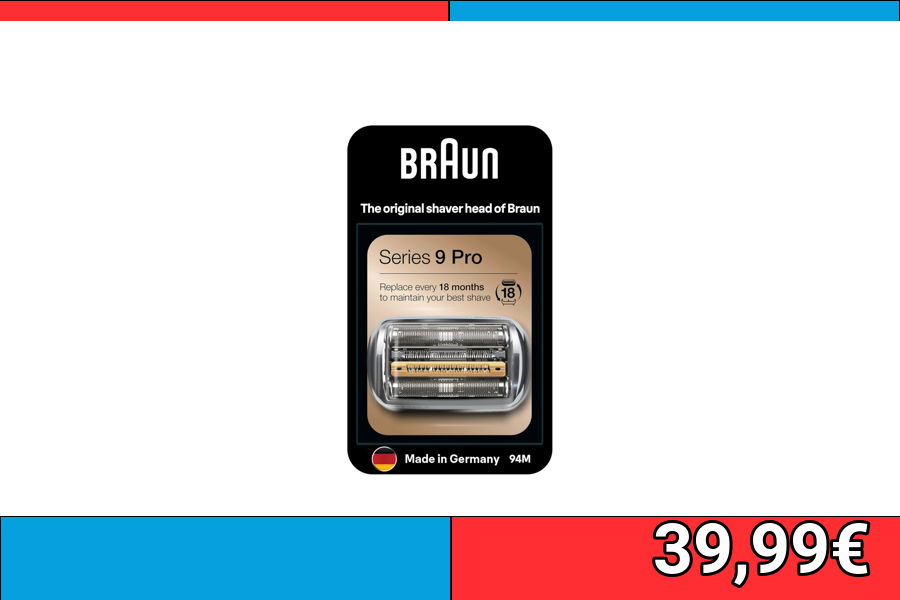 BRAUN
The original shaver head of Braun
Series 9 Pro
Replace every 18 months
to maintain your best shave
18
Made in Germany 94M
39,99€